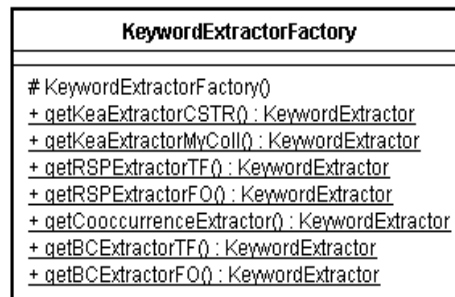 KeywordExtractorFactory
# KeywordExtractorFactory()
+ getKeaExtractorCSTR() : KeywordExtractor
+ getKeaExtractorMyColl() : KeywordExtractor
+ getRSPExtractorTF() : KeywordExtractor
+ getRSPExtractorFO() : KeywordExtractor
+ getCooccurrenceExtractor() : KeywordExtractor
+ getBCExtractorTF() : KeywordExtractor
+ getBCExtractorFO() : KeywordExtractor